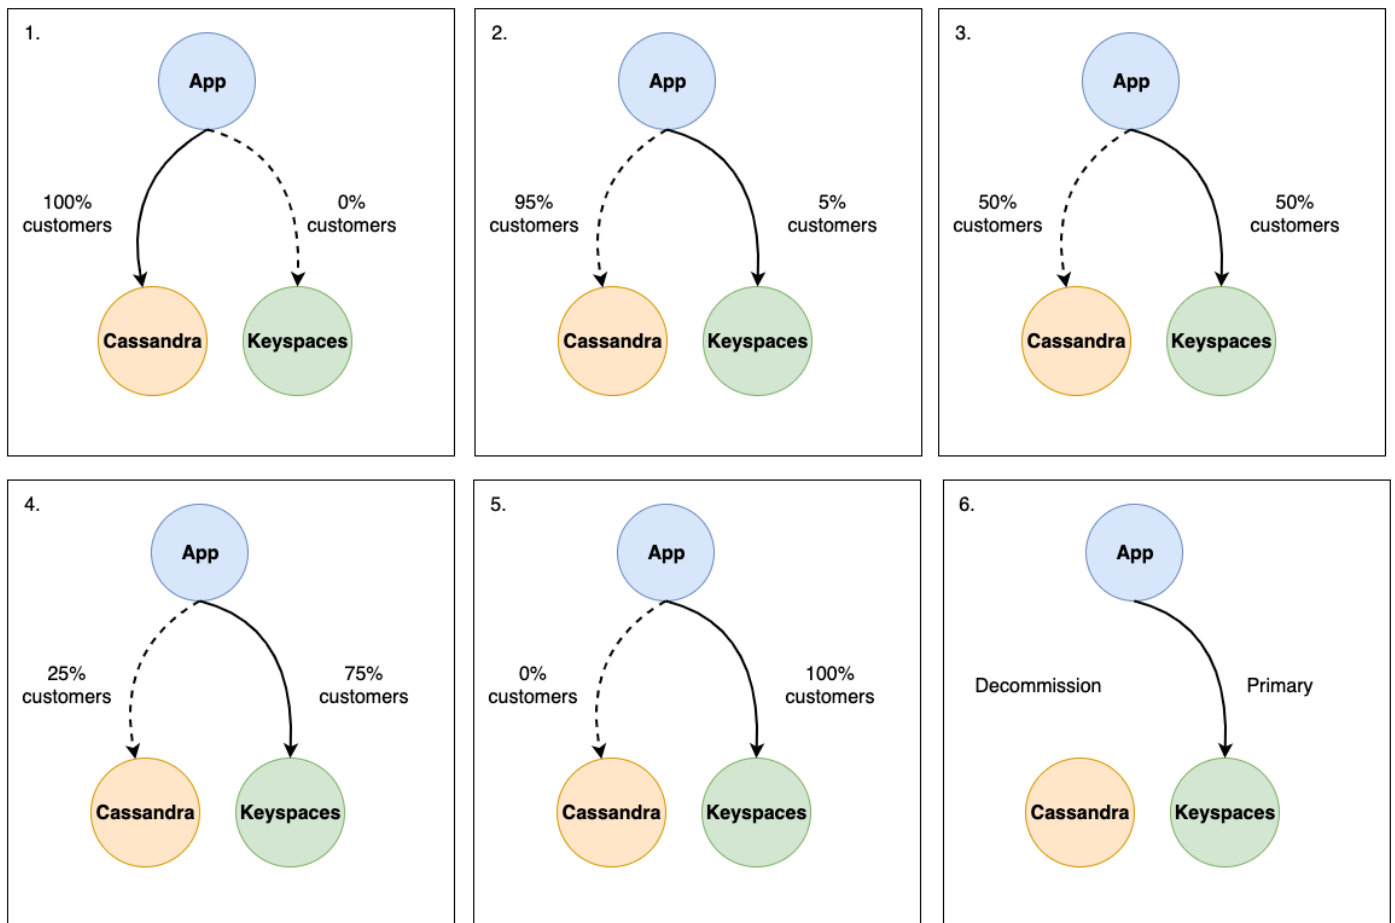 1.
App
100%
customers
0%
customers
Cassandra
Keyspaces
2.
App
95%
customers
5%
customers
Cassandra
Keyspaces
3.
App
50%
customers
50%
customers
Cassandra
Keyspaces
4.
App
25%
customers
75%
customers
Cassandra
Keyspaces
5.
App
0%
customers
100%
customers
Cassandra
Keyspaces
6.
App
Decommission
Primary
Cassandra
Keyspaces